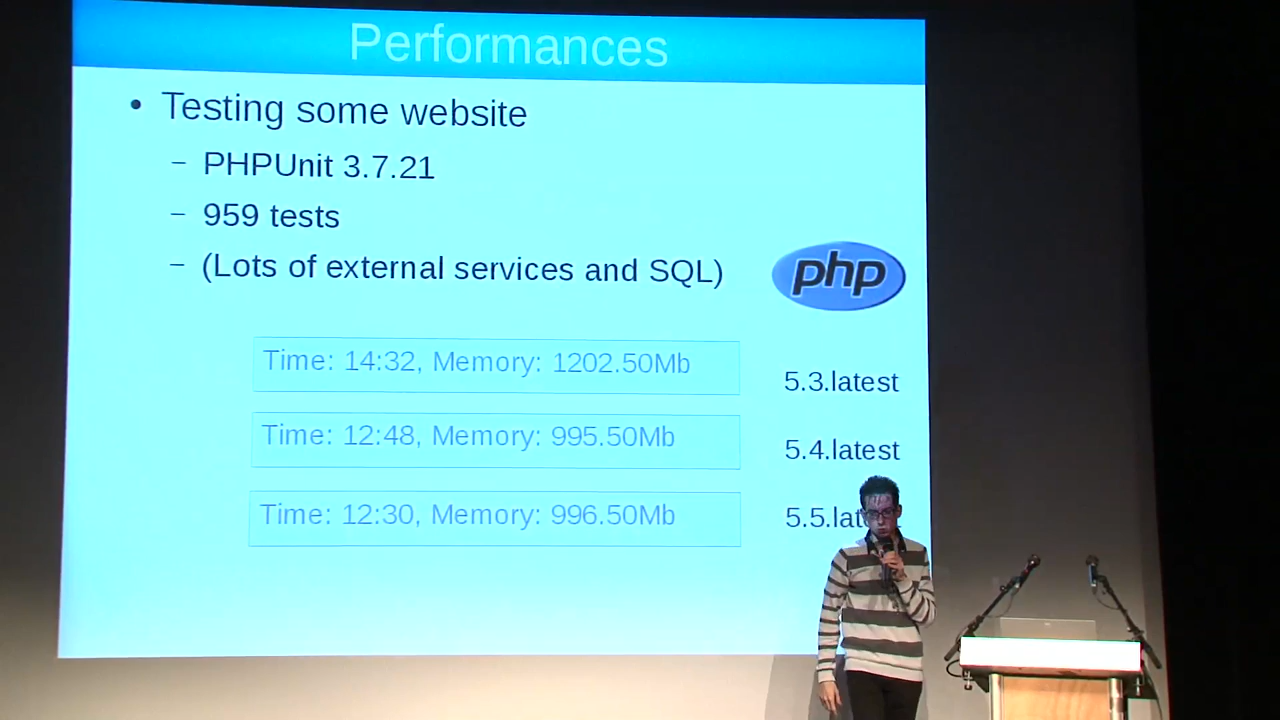 Performances
• Testing some website
– PHPUnit 3.7.21
– 959 tests
– (Lots of external services and SQL)
php
Time: 14:32, Memory: 1202.50Mb
5.3.latest
Time: 12:48, Memory: 995.50Mb
5.4.latest
Time: 12:30, Memory: 996.50Mb